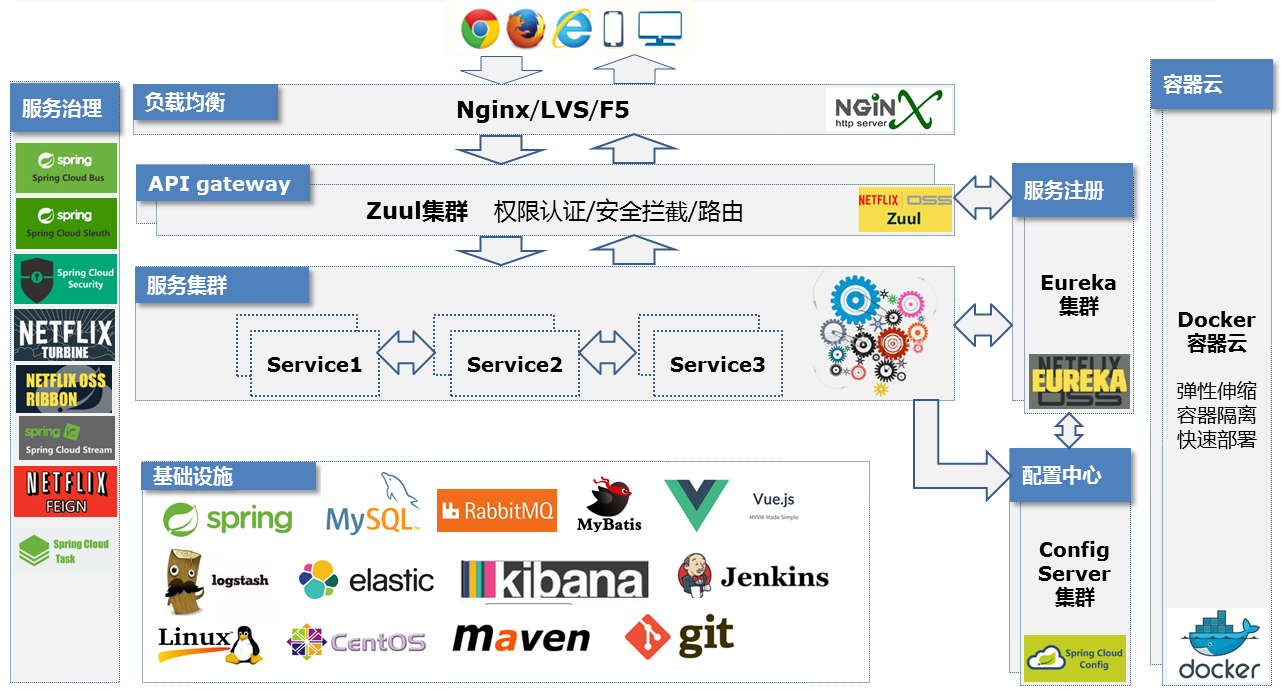 服务治理
spring
Spring Cloud Bus
spring
Spring Cloud Sleuth
Spring Cloud
Security
NETFLIX
TURBINE
NETFLIX OSS
RIBBON
spring
Spring Cloud Stream
NETFLIX
FEIGN
Spring Cloud
Task
负载均衡
Nginx/LVS/F5
NGiNX
http server
API gateway
Zuul集群 权限认证/安全拦截/路由
NETFLIX | OSS
Zuul
服务集群
Service1
Service2
Service3
基础设施
spring
MySQL™
RabbitMQ
MyBatis
Vue.js
MVVM Made Simple
logstash
elastic
kibana
Jenkins
Linux
CentOS
maven
git
服务注册
Eureka
集群
NETFLIX
EUREKA
OSS
配置中心
Config
Server
集群
Spring Cloud
Config
容器云
Docker
容器云
弹性伸缩
容器隔离
快速部署
docker